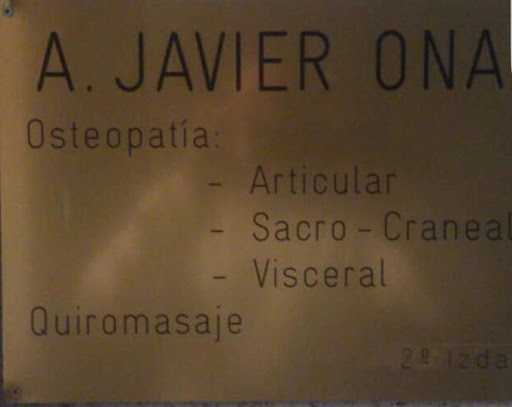 A. JAVIER ONA
Osteopatía:
- Articular
- Sacro-Craneal
- Visceral
Quiromasaje
2º Izda